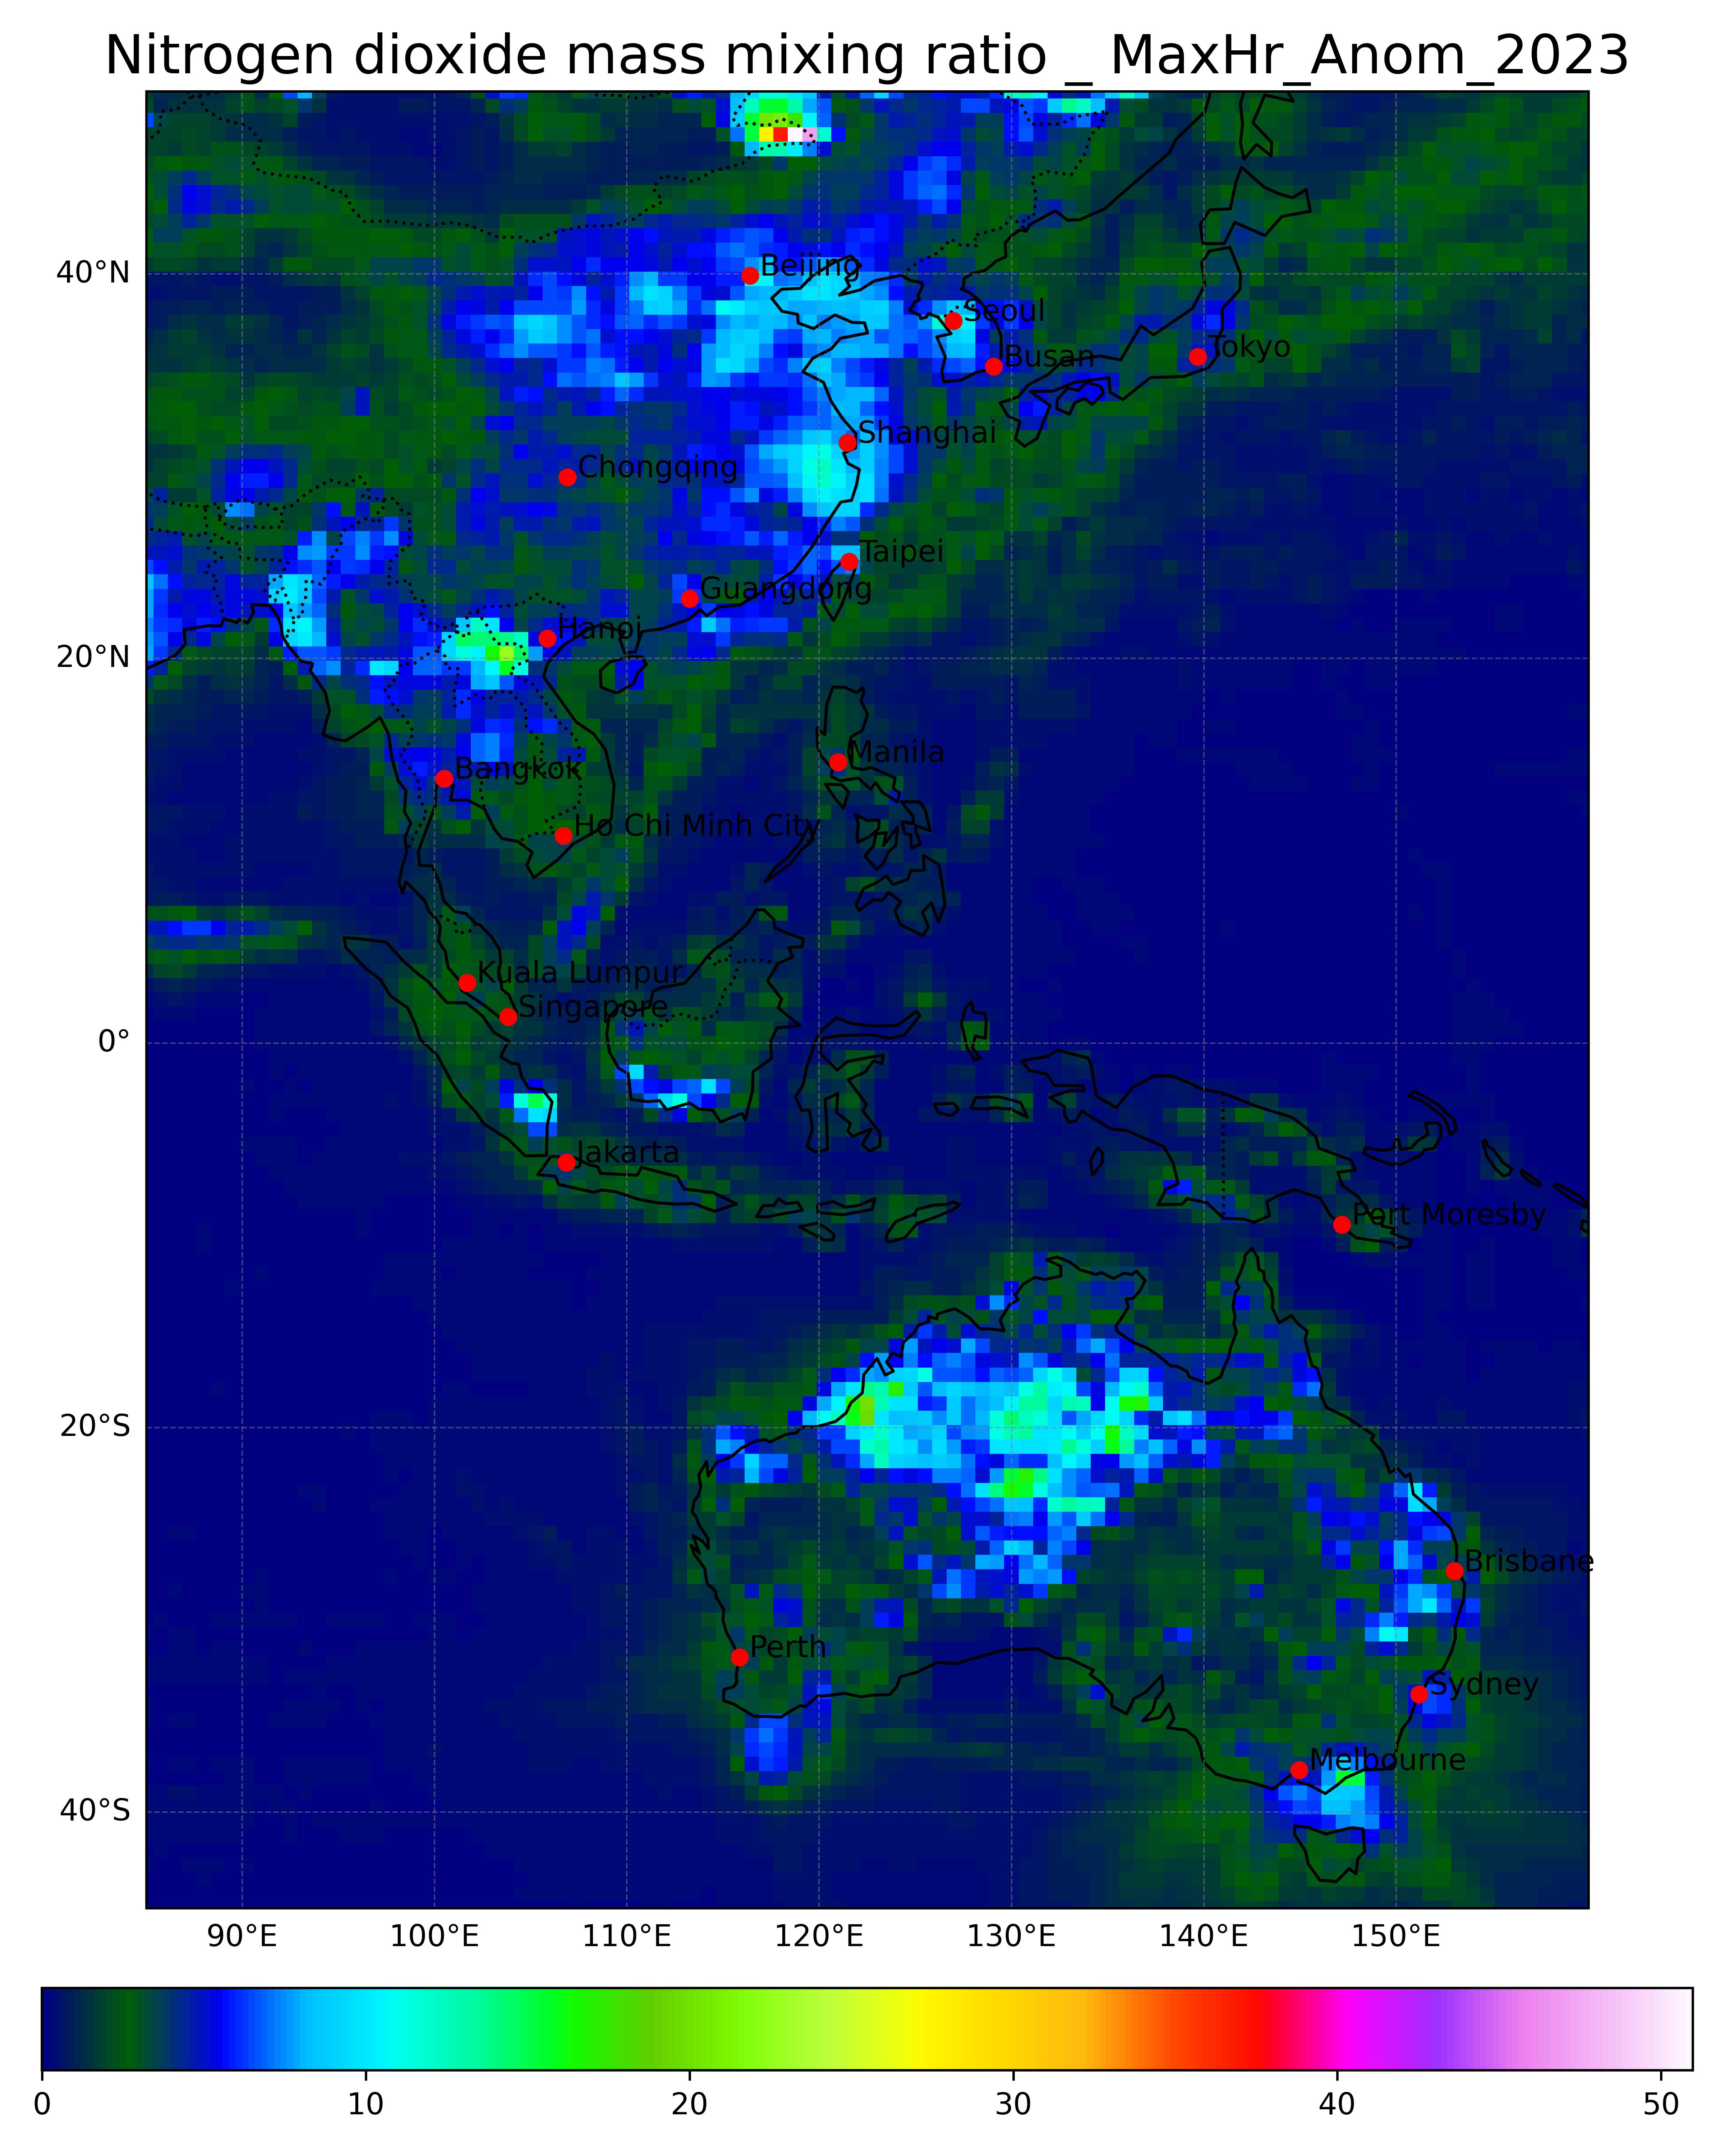 Nitrogen dioxide mass mixing ratio _ MaxHr_Anom_2023
40°N
20°N
0°
20°S
40°S
Beijing
Seoul
Busan
Tokyo
Shanghai
Chongqing
Taipei
Guangdong
Hanoi
Manila
Bangkok
Ho Chi Minh City
Kuala Lumpur
Singapore
Jakarta
Port Moresby
Brisbane
Perth
Sydney
Melbourne
90°E 100°E 110°E 120°E 130°E 140°E 150°E
0 10 20 30 40 50